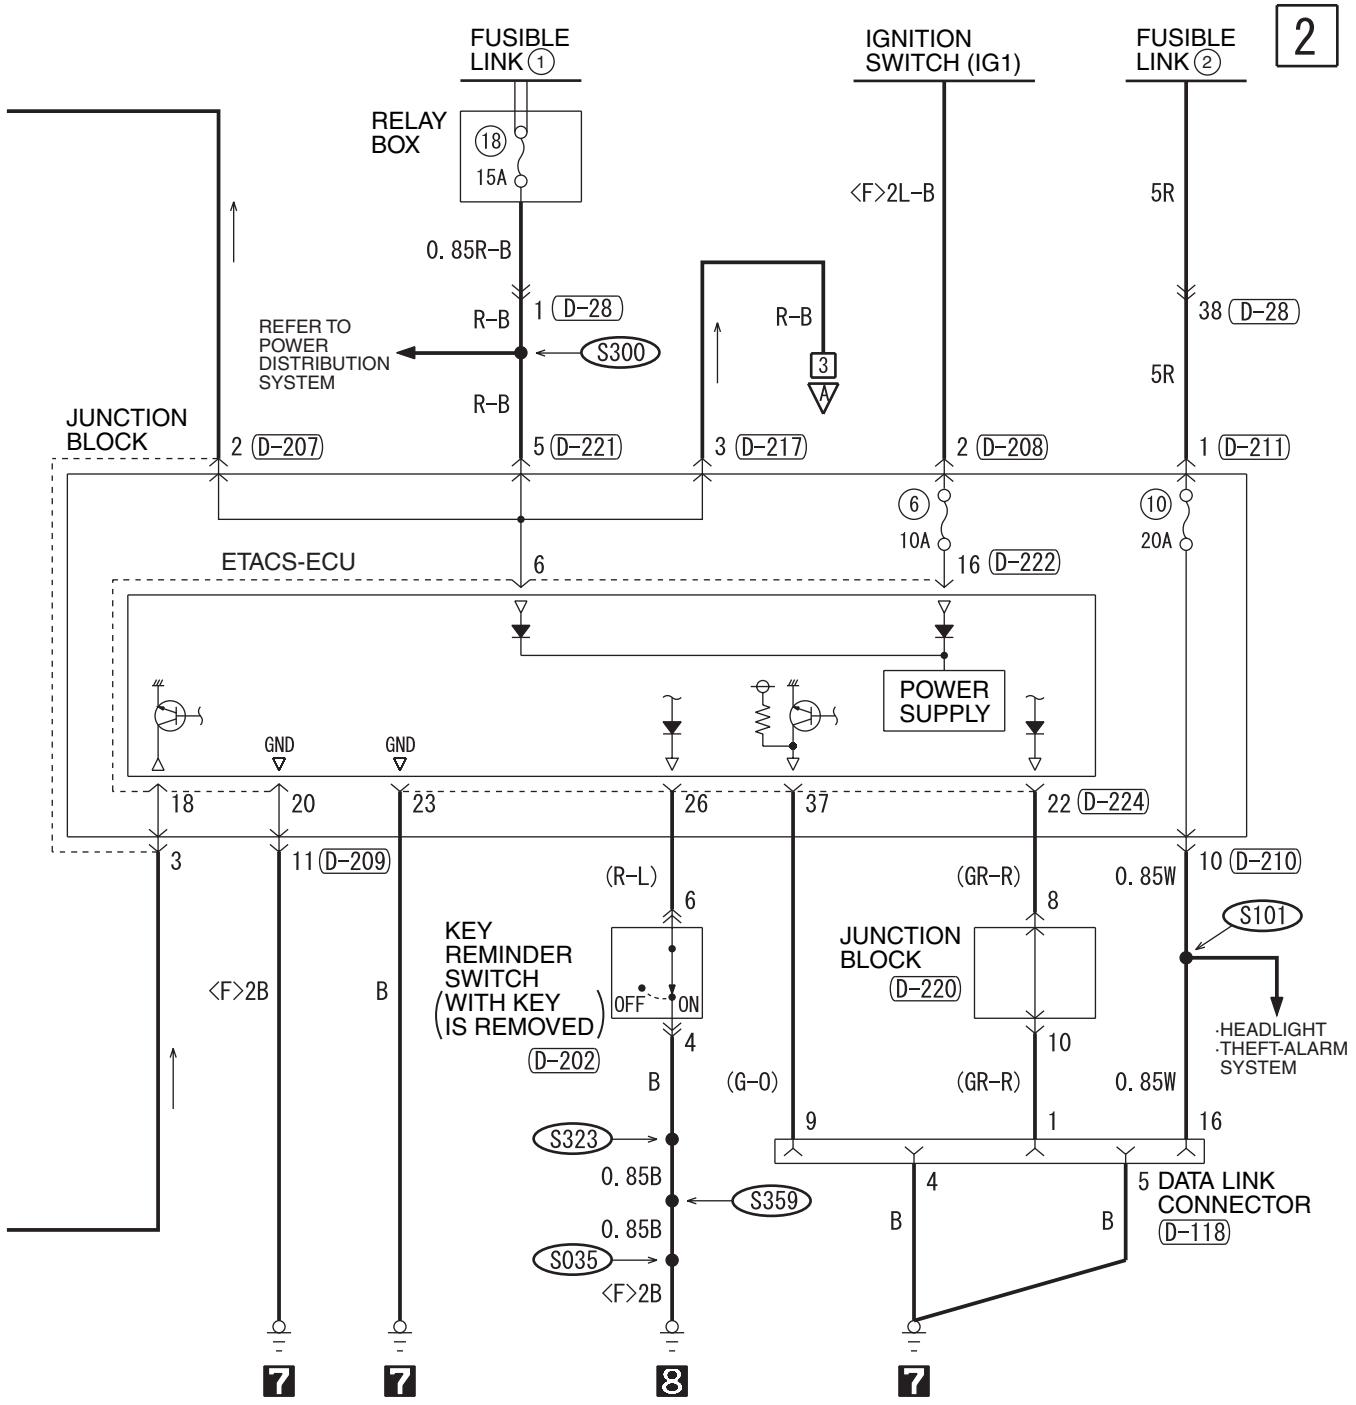 2
FUSIBLE
LINK ①
IGNITION
SWITCH (IG1)
FUSIBLE
LINK ②
RELAY
BOX
18
15A
<F>2L-B
5R
0.85R-B
1 D-28
R-B
R-B
38 D-28
REFER TO
POWER
DISTRIBUTION
SYSTEM
S300
3
A
5R
R-B
JUNCTION
BLOCK
2 D-207
5 D-221
3 D-217
2 D-208
1 D-211
6
10A
10
20A
ETACS-ECU
6
16 D-222
POWER
SUPPLY
GND
GND
18
20
23
26
37
22 D-224
3
11 D-209
10 D-210
(R-L)
(GR-R)
0.85W
6
8
S101
KEY
REMINDER
SWITCH
(WITH KEY
IS REMOVED)
OFF
ON
JUNCTION
BLOCK
D-220
<F>2B
B
·HEADLIGHT
·THEFT-ALARM
SYSTEM
4
10
D-202
B
(G-O)
(GR-R)
0.85W
9
1
16
S323
0.85B
4
5
DATA LINK
CONNECTOR
D-118
S359
B
B
0.85B
S035
<F>2B
7
7
8
7